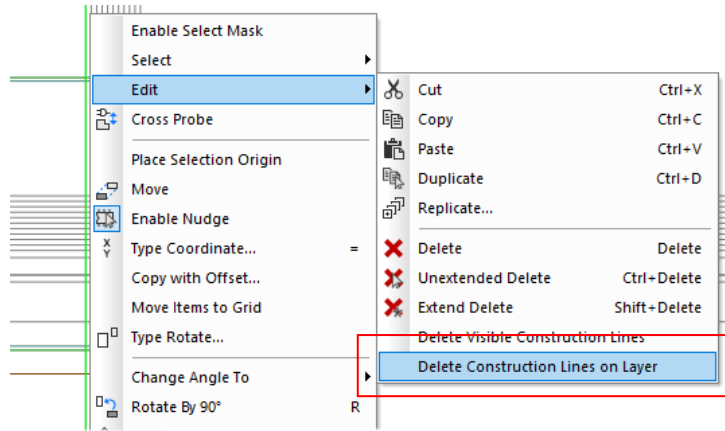 Enable Select Mask
Select
Edit
Cross Probe
Place Selection Origin
Move
Enable Nudge
Type Coordinate... =
Copy with Offset...
Move Items to Grid
Type Rotate...
Change Angle To
Rotate By 90° R
Cut Ctrl+X
Copy Ctrl+C
Paste Ctrl+V
Duplicate Ctrl+D
Replicate...
Delete Delete
Unextended Delete Ctrl+Delete
Extend Delete Shift+Delete
Delete Visible Construction Lines
Delete Construction Lines on Layer